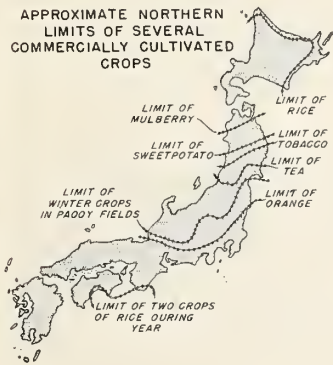 APPROXIMATE NORTHERN
LIMITS OF SEVERAL
COMMERCIALLY CULTIVATED
CROPS
LIMIT OF
MULBERRY
LIMIT OF
RICE
LIMIT OF
SWEETPOTATO
LIMIT OF
TOBACCO
LIMIT OF
TEA
LIMIT OF
WINTER CROPS
IN PADDY FIELDS
LIMIT OF
ORANGE
LIMIT OF TWO CROPS
OF RICE DURING
YEAR